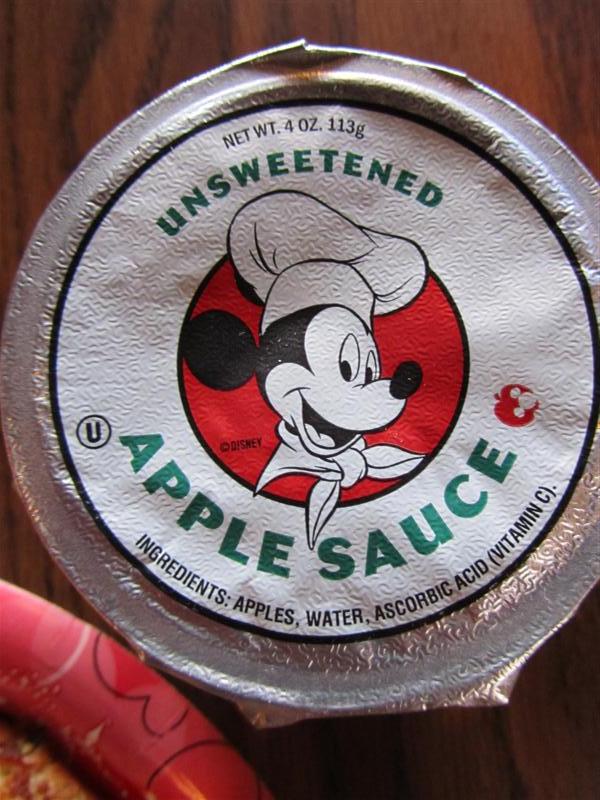 NET WT. 4 OZ. 113g
UNSWEETENED
© DISNEY
U
APPLE SAUCE
INGREDIENTS: APPLES, WATER, ASCORBIC ACID (VITAMIN C).